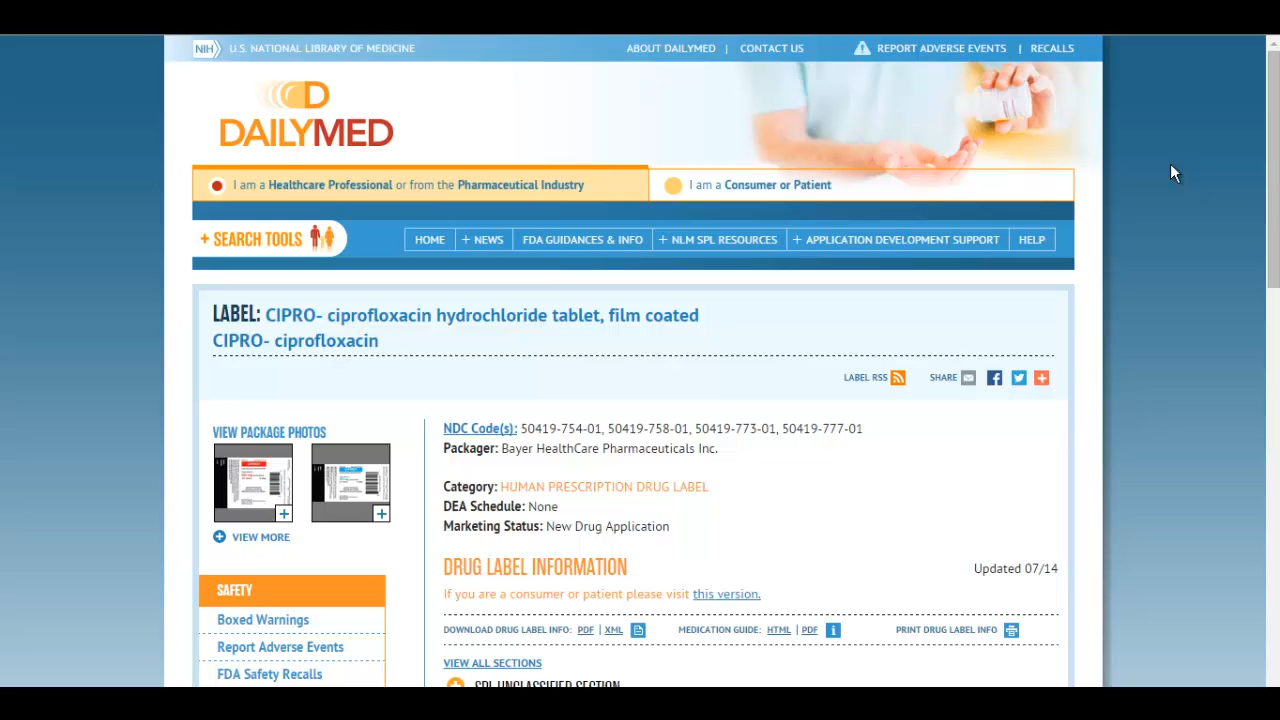 NIH U.S. NATIONAL LIBRARY OF MEDICINE
ABOUT DAILYMED | CONTACT US
REPORT ADVERSE EVENTS | RECALLS
D
DAILYMED
I am a Healthcare Professional or from the Pharmaceutical Industry
I am a Consumer or Patient
+ SEARCH TOOLS
HOME
+ NEWS
FDA GUIDANCES & INFO
+ NLM SPL RESOURCES
+ APPLICATION DEVELOPMENT SUPPORT
HELP
LABEL: CIPRO- ciprofloxacin hydrochloride tablet, film coated
CIPRO- ciprofloxacin
LABEL RSS
SHARE
VIEW PACKAGE PHOTOS
VIEW MORE
SAFETY
Boxed Warnings
Report Adverse Events
FDA Safety Recalls
NDC Code(s): 50419-754-01, 50419-758-01, 50419-773-01, 50419-777-01
Packager: Bayer HealthCare Pharmaceuticals Inc.
Category: HUMAN PRESCRIPTION DRUG LABEL
DEA Schedule: None
Marketing Status: New Drug Application
DRUG LABEL INFORMATION
Updated 07/14
If you are a consumer or patient please visit this version.
DOWNLOAD DRUG LABEL INFO: PDF | XML
MEDICATION GUIDE: HTML | PDF
PRINT DRUG LABEL INFO
VIEW ALL SECTIONS
SPL UNCLASSIFIED SECTION